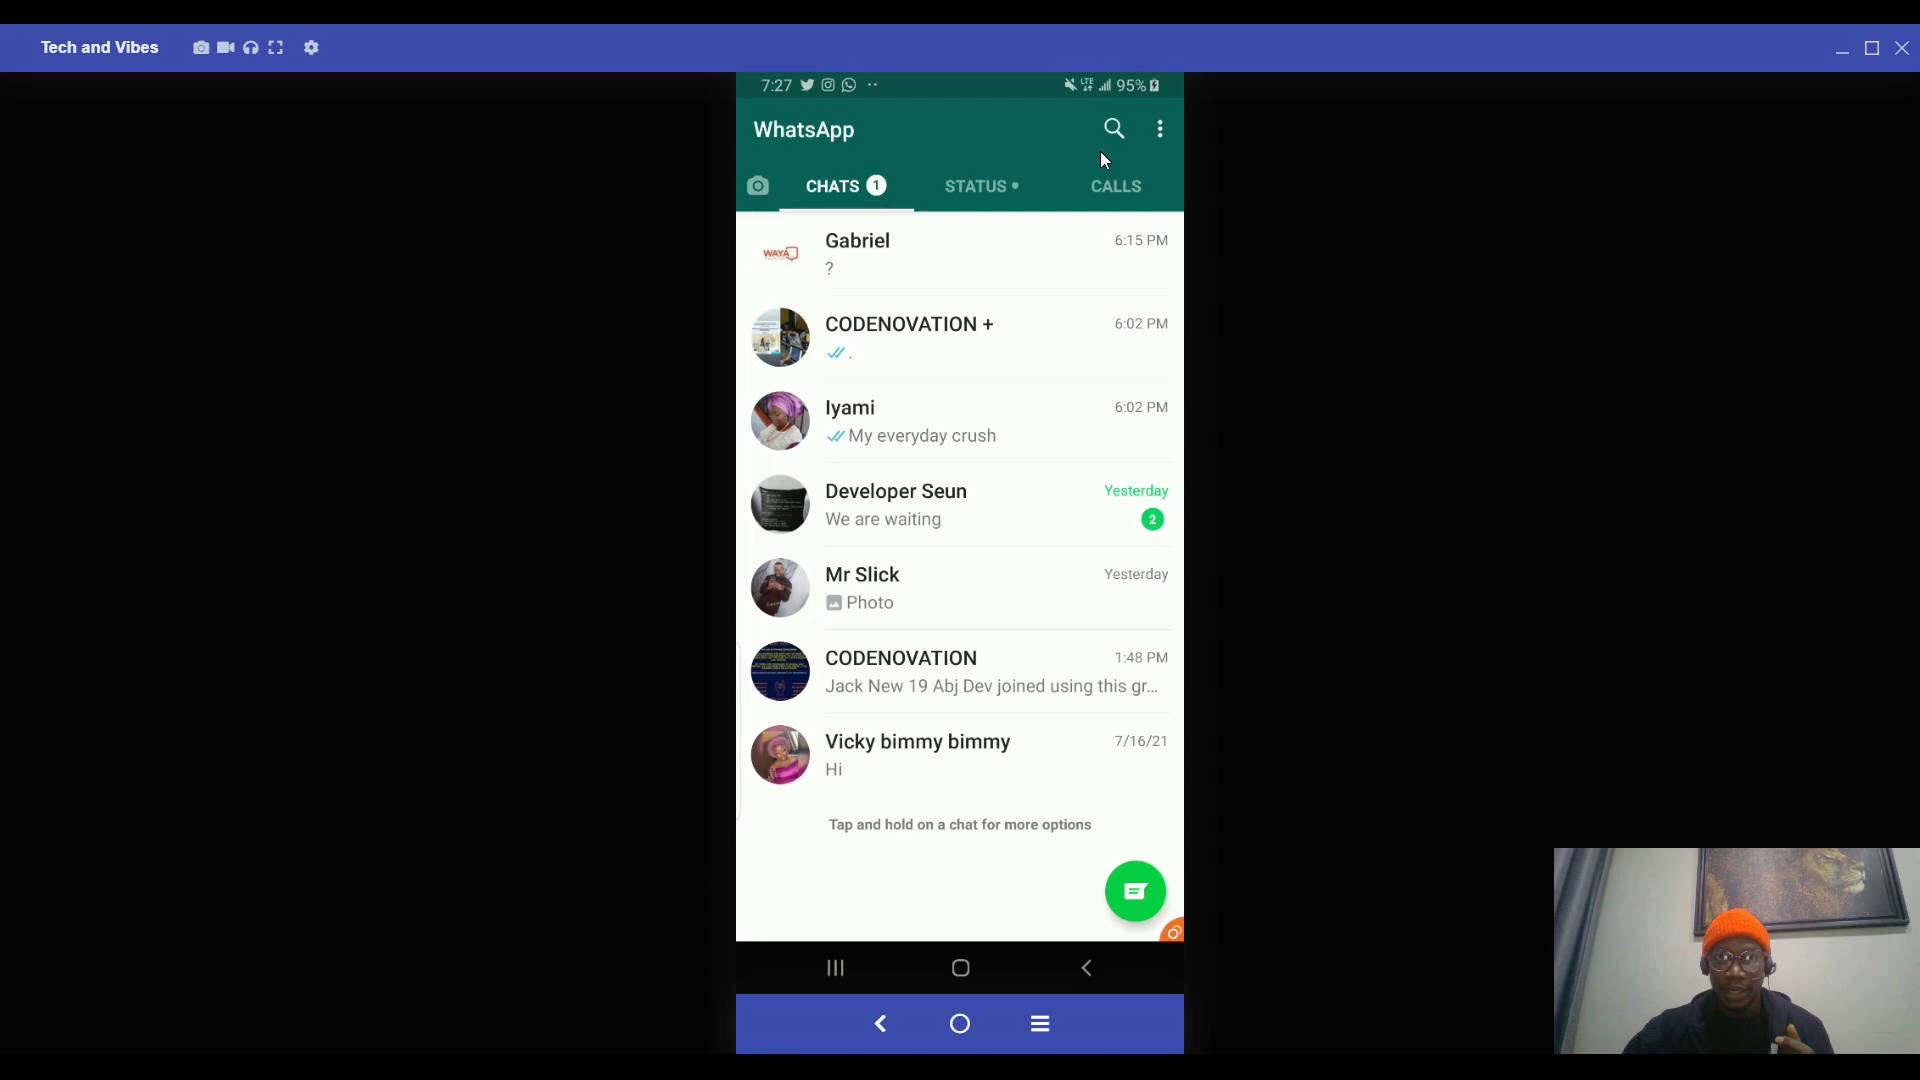 Tech and Vibes
7:27
LTE
95%
WhatsApp
CHATS 1
STATUS
CALLS
WAYA
Gabriel
6:15 PM
?
CODENOVATION +
6:02 PM
.
Iyami
6:02 PM
My everyday crush
Developer Seun
Yesterday
We are waiting
2
Mr Slick
Yesterday
Photo
CODENOVATION
1:48 PM
Jack New 19 Abj Dev joined using this gr...
Vicky bimmy bimmy
7/16/21
Hi
Tap and hold on a chat for more options